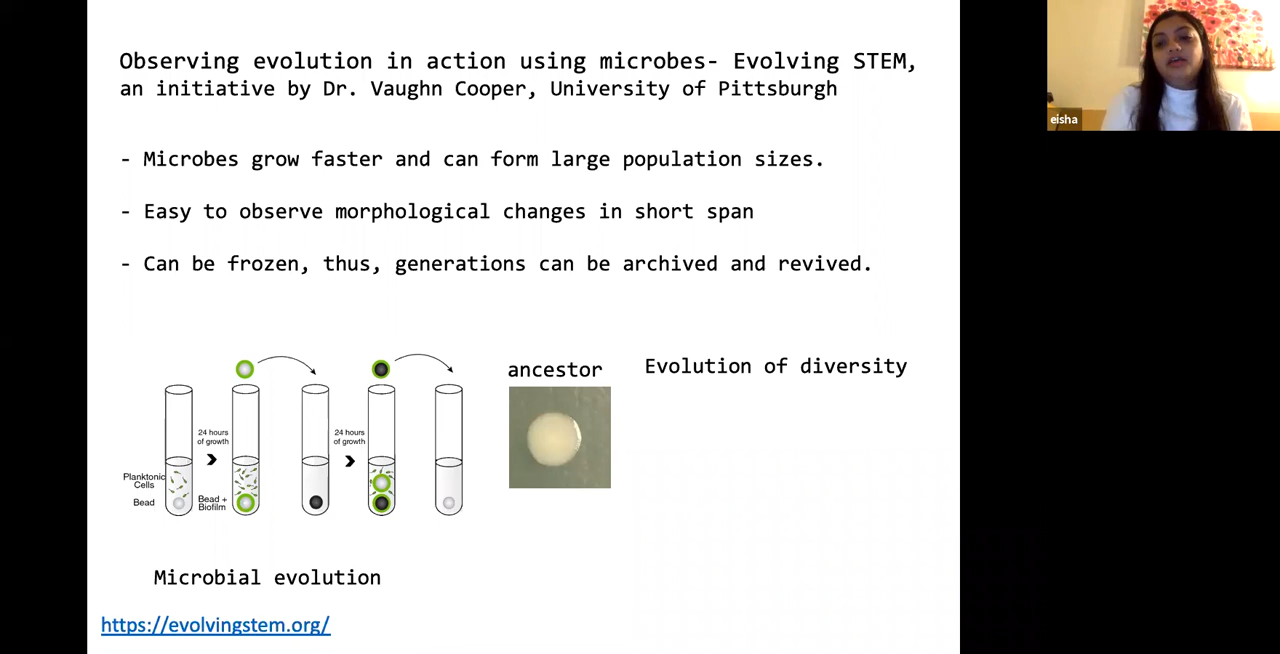 Observing evolution in action using microbes- Evolving STEM,
an initiative by Dr. Vaughn Cooper, University of Pittsburgh
eisha
- Microbes grow faster and can form large population sizes.
- Easy to observe morphological changes in short span
- Can be frozen, thus, generations can be archived and revived.
ancestor
Evolution of diversity
24 hours
of growth
24 hours
of growth
Planktonic
Cells
Bead
Bead +
Biofilm
Microbial evolution
https://evolvingstem.org/